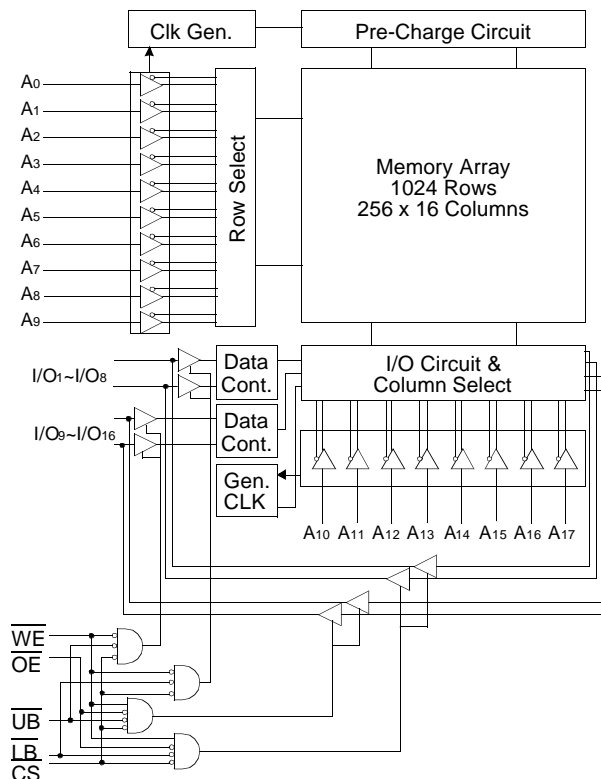 Clk Gen.
Pre-Charge Circuit
A0
A1
A2
A3
A4
A5
A6
A7
A8
A9
Row Select
Memory Array
1024 Rows
256 x 16 Columns
I/O1~I/O8
Data
Cont.
I/O Circuit &
Column Select
I/O9~I/O16
Data
Cont.
Gen.
CLK
A10 A11 A12 A13 A14 A15 A16 A17
WE
OE
UB
LB
CS